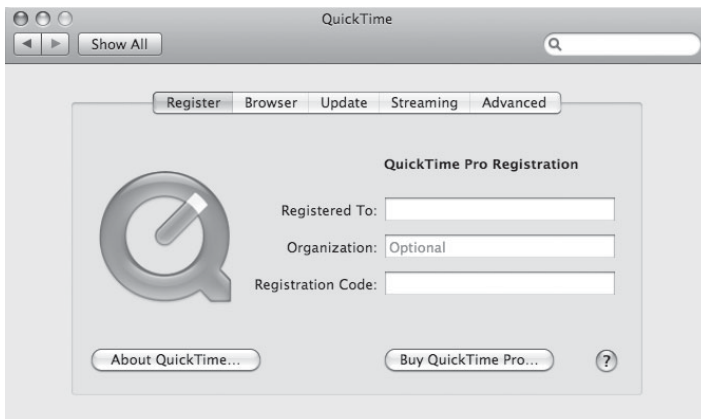 QuickTime
Show All
Register Browser Update Streaming Advanced
QuickTime Pro Registration
Registered To:
Organization: Optional
Registration Code:
About QuickTime... Buy QuickTime Pro... ?